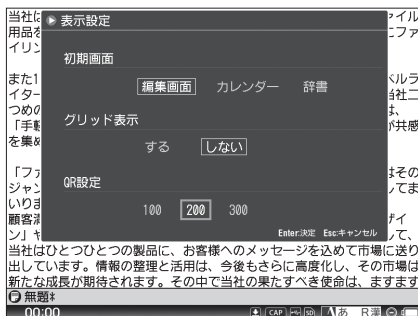 当社に
用品を
イリン
また1
イター
つめの
「手軽
を集め
「ファ
ジャン
いりま
顧客満
ン」や
表示設定
初期画面
編集画面 カレンダー 辞書
グリッド表示
する しない
QR設定
100 200 300
Enter:決定 Esc:キャンセル
ァイル
にファ
ベルラ
当社ニ
は、
が共感
はその
してま
ザイ
して、
当社はひとつひとつの製品に、お客様へのメッセージを込めて市場に送り
出しています。情報の整理と活用は、今後もさらに高度化し、その市場は
新たな成長が期待されます。その中で当社の果たすべき使命は、ますます
無題*
00:00 CAP SD あ R漢